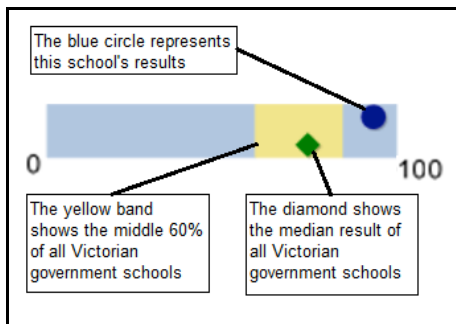 The blue circle represents
this school's results
0
100
The yellow band
shows the middle 60%
of all Victorian
government schools
The diamond shows
the median result of
all Victorian
government schools